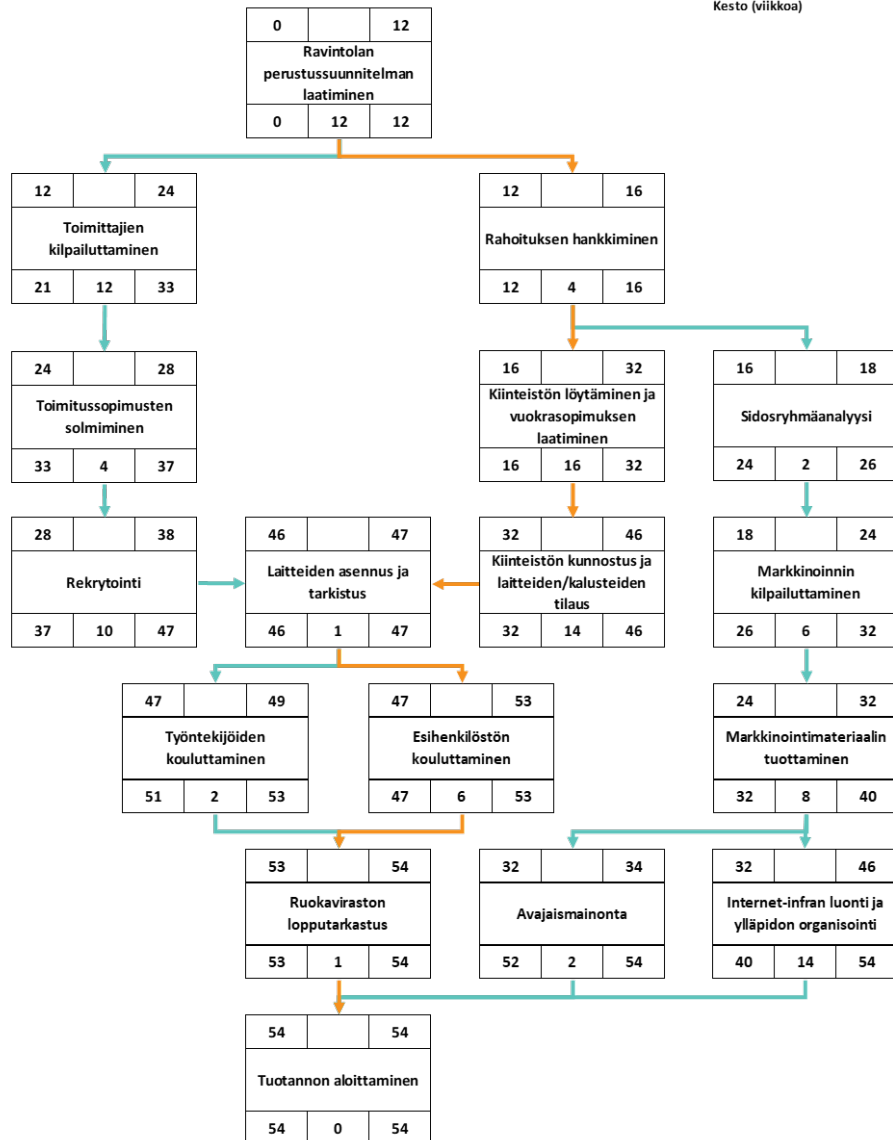 Kesto (viikkoa)
0 12
Ravintolan
perustussuunnitelman
laatiminen
0 12 12
12 24
Toimittajien
kilpailuttaminen
21 12 33
12 16
Rahoituksen hankkiminen
12 4 16
24 28
Toimitussopimusten
solmiminen
33 4 37
16 32
Kiinteistön löytäminen ja
vuokrasopimuksen
laatiminen
16 16 32
16 18
Sidosryhmäanalyysi
24 2 26
28 38
Rekrytointi
37 10 47
46 47
Laitteiden asennus ja
tarkistus
46 1 47
32 46
Kiinteistön kunnostus ja
laitteiden/kalusteiden
tilaus
32 14 46
18 24
Markkinoinnin
kilpailuttaminen
26 6 32
47 49
Työntekijöiden
kouluttaminen
51 2 53
47 53
Esihenkilöstön
kouluttaminen
47 6 53
24 32
Markkinointimateriaalin
tuottaminen
32 8 40
53 54
Ruokaviraston
lopputarkastus
53 1 54
32 34
Avajaismainonta
52 2 54
32 46
Internet-infran luonti ja
ylläpidon organisointi
40 14 54
54 54
Tuotannon aloittaminen
54 0 54